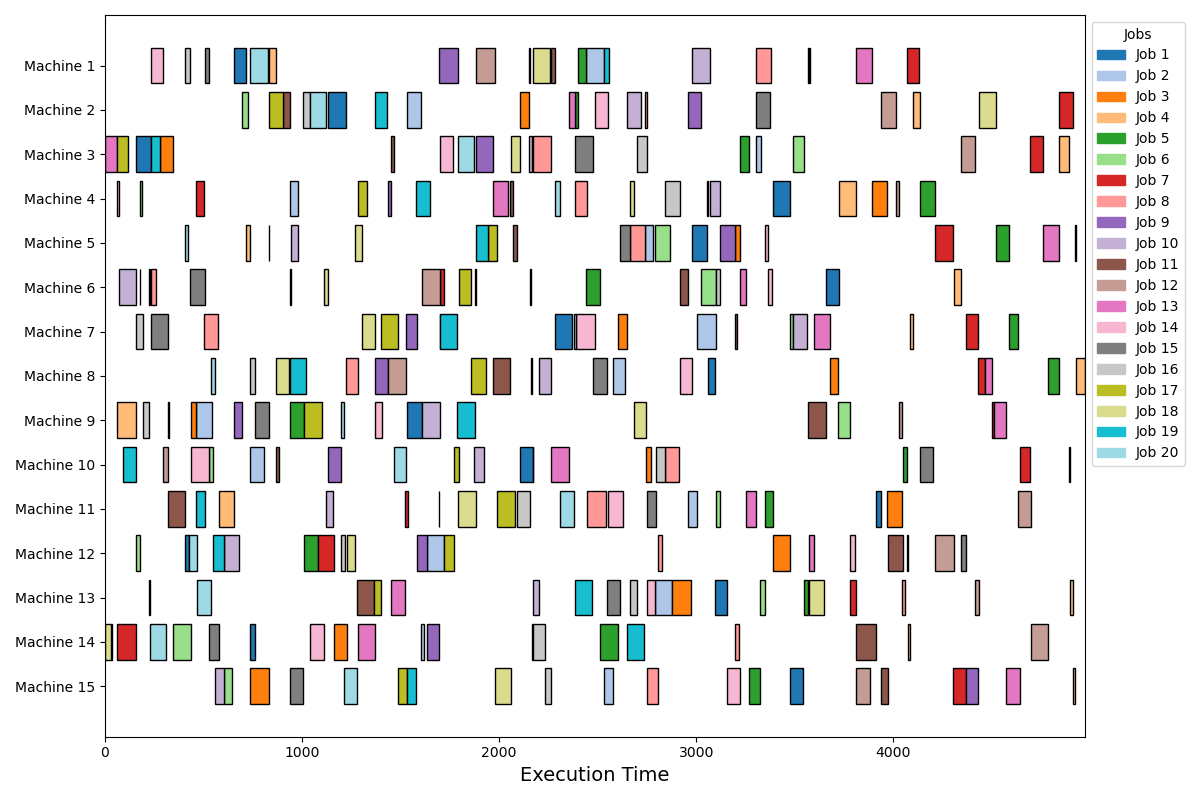 Machine 1
Machine 2
Machine 3
Machine 4
Machine 5
Machine 6
Machine 7
Machine 8
Machine 9
Machine 10
Machine 11
Machine 12
Machine 13
Machine 14
Machine 15
0 1000 2000 3000 4000
Execution Time
Jobs
Job 1
Job 2
Job 3
Job 4
Job 5
Job 6
Job 7
Job 8
Job 9
Job 10
Job 11
Job 12
Job 13
Job 14
Job 15
Job 16
Job 17
Job 18
Job 19
Job 20